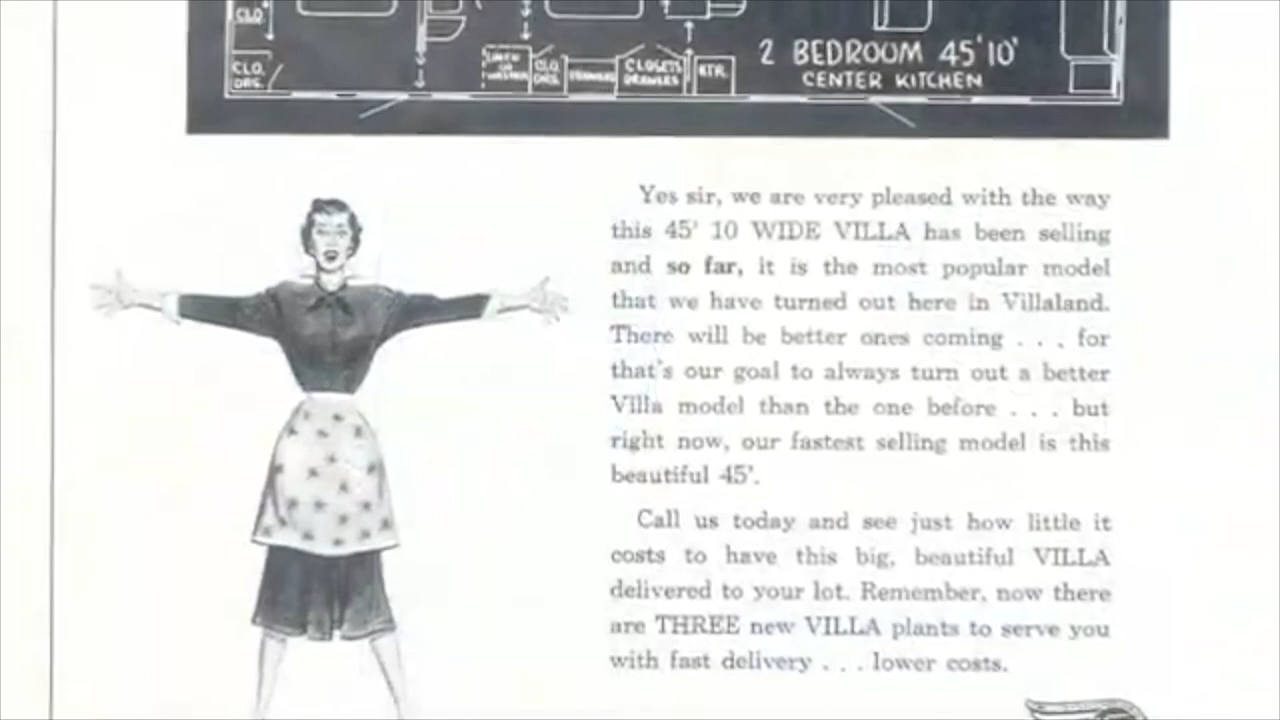 CLO.
CLO.
DRS.
CLO.
DRS.
DRAWERS
CLOSETS
DRAWERS
HTR.
2 BEDROOM 45'10'
CENTER KITCHEN
Yes sir, we are very pleased with the way
this 45' 10 WIDE VILLA has been selling
and so far, it is the most popular model
that we have turned out here in Villaland.
There will be better ones coming . . . for
that's our goal to always turn out a better
Villa model than the one before . . . but
right now, our fastest selling model is this
beautiful 45'.
Call us today and see just how little it
costs to have this big, beautiful VILLA
delivered to your lot. Remember, now there
are THREE new VILLA plants to serve you
with fast delivery . . . lower costs.